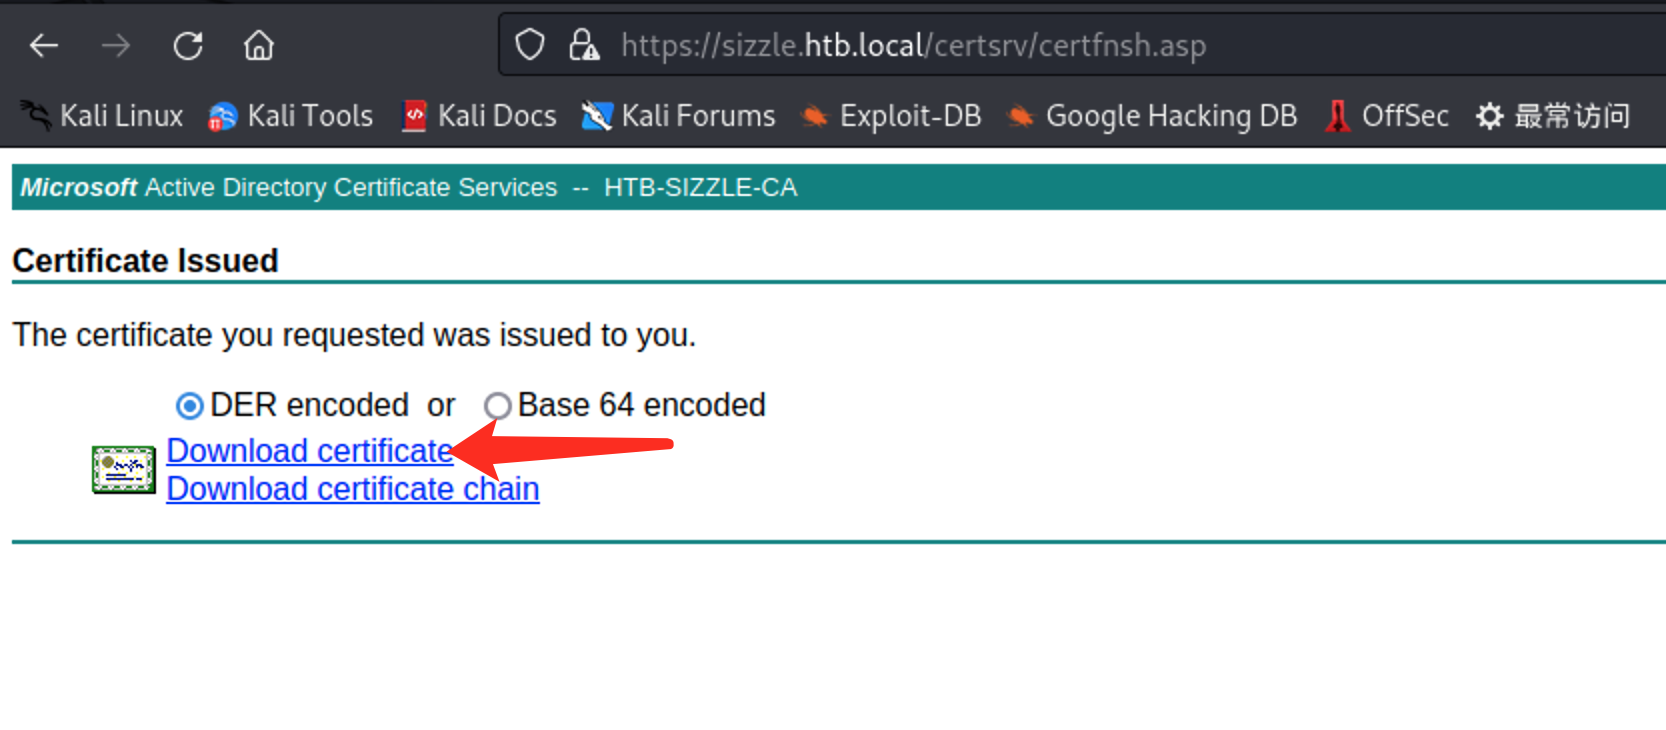 https://sizzle.htb.local/certsrv/certfnsh.asp
Kali Linux Kali Tools Kali Docs Kali Forums Exploit-DB Google Hacking DB OffSec 最常访问
Microsoft Active Directory Certificate Services -- HTB-SIZZLE-CA
Certificate Issued
The certificate you requested was issued to you.
DER encoded or Base 64 encoded
Download certificate
Download certificate chain